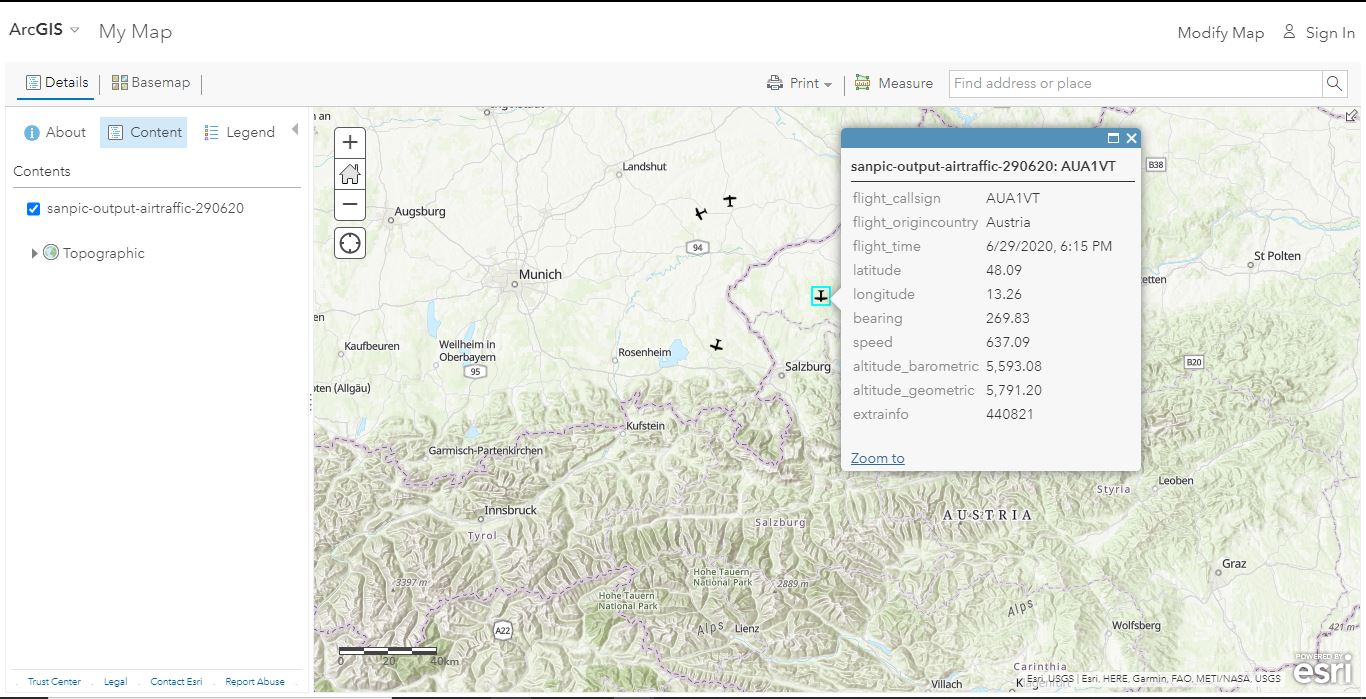 ArcGIS My Map
Modify Map Sign In
Details Basemap
Print Measure Find address or place
About Content Legend
Contents
sanpic-output-airtraffic-290620
Topographic
Trust Center . Legal . Contact Esri . Report Abuse
+
−
Landshut
Augsburg
94
Munich
Kaufbeuren
Weilheim in
Oberbayern
95
Rosenheim
Salzburg
Kufstein
Garmisch-Partenkirchen
Innsbruck
Tyrol
Salzburg
AUSTRIA
Hohe Tauern
National Park
2889 m
3397 m
Hohe Tauern
National Park
A22
Alps
Lienz
0 20 40km
sanpic-output-airtraffic-290620: AUA1VT
flight_callsign AUA1VT
flight_origincountry Austria
flight_time 6/29/2020, 6:15 PM
latitude 48.09
longitude 13.26
bearing 269.83
speed 637.09
altitude_barometric 5,593.08
altitude_geometric 5,791.20
extrainfo 440821
Zoom to
B38
St Polten
B20
Styria
Leoben
Graz
Alps
Wolfsberg
421 m
Carinthia
Villach
Esri, USGS | Esri, HERE, Garmin, FAO, METI/NASA, USGS
POWERED BY
esri